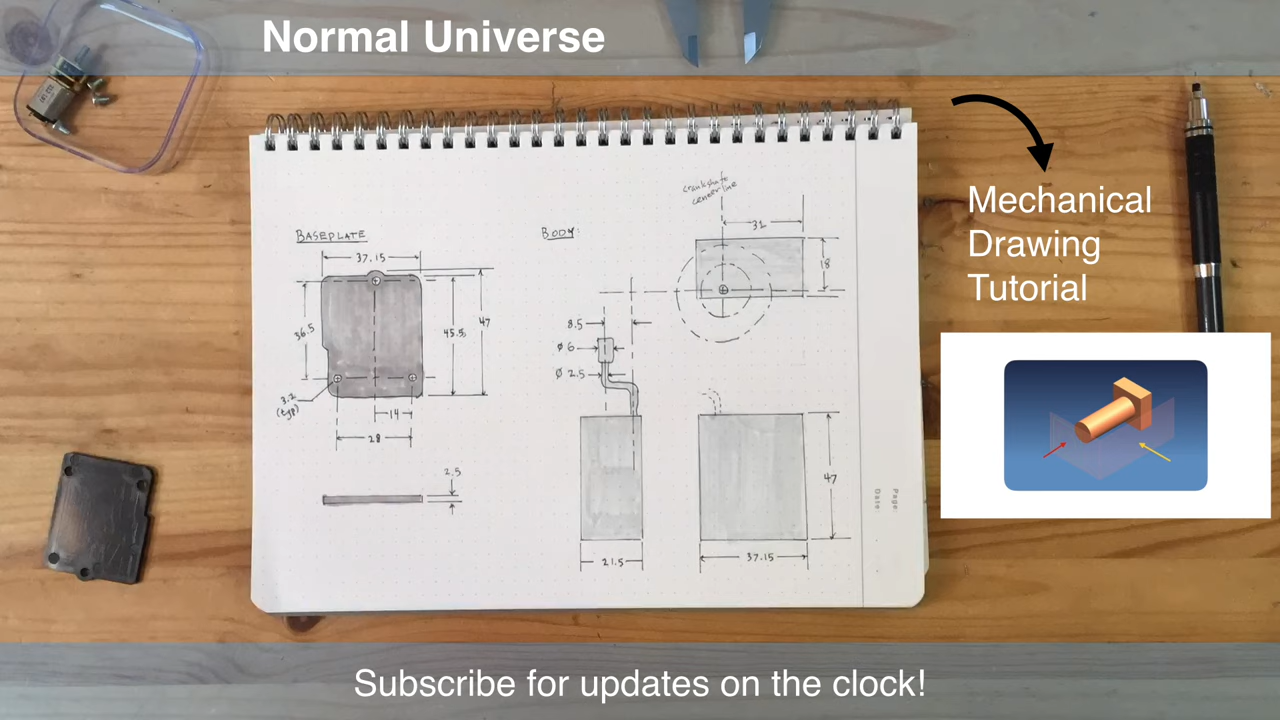 Normal Universe
Mechanical
Drawing
Tutorial
crankshaft
centerline
31
18
BASEPLATE
37.15
36.5
45.5
47
3.2
(typ)
14
28
2.5
BODY:
8.5
ø 6
ø 2.5
21.5
47
37.15
Page:
Date:
Subscribe for updates on the clock!